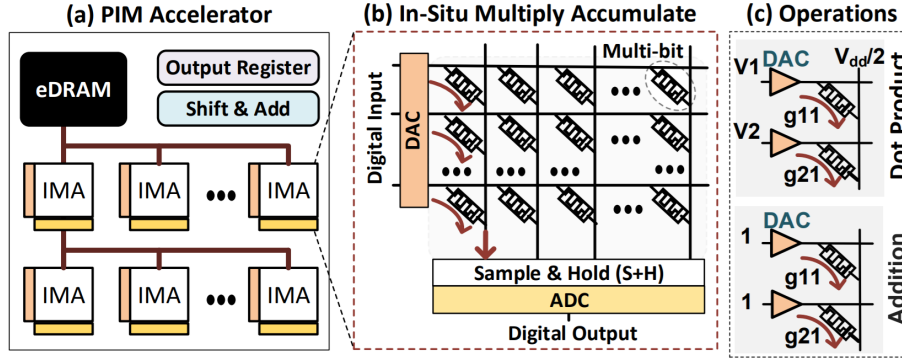 (a) PIM Accelerator
eDRAM
Output Register
Shift & Add
IMA
IMA
●●●
IMA
IMA
IMA
●●●
IMA
(b) In-Situ Multiply Accumulate
Multi-bit
Digital Input
DAC
●●●
●●●
●●●
●●●
●●●
●●●
●●●
●●●
Sample & Hold (S+H)
ADC
Digital Output
(c) Operations
V1
DAC
Vdd/2
g11
V2
g21
Dot Product
DAC
1
g11
1
g21
Addition